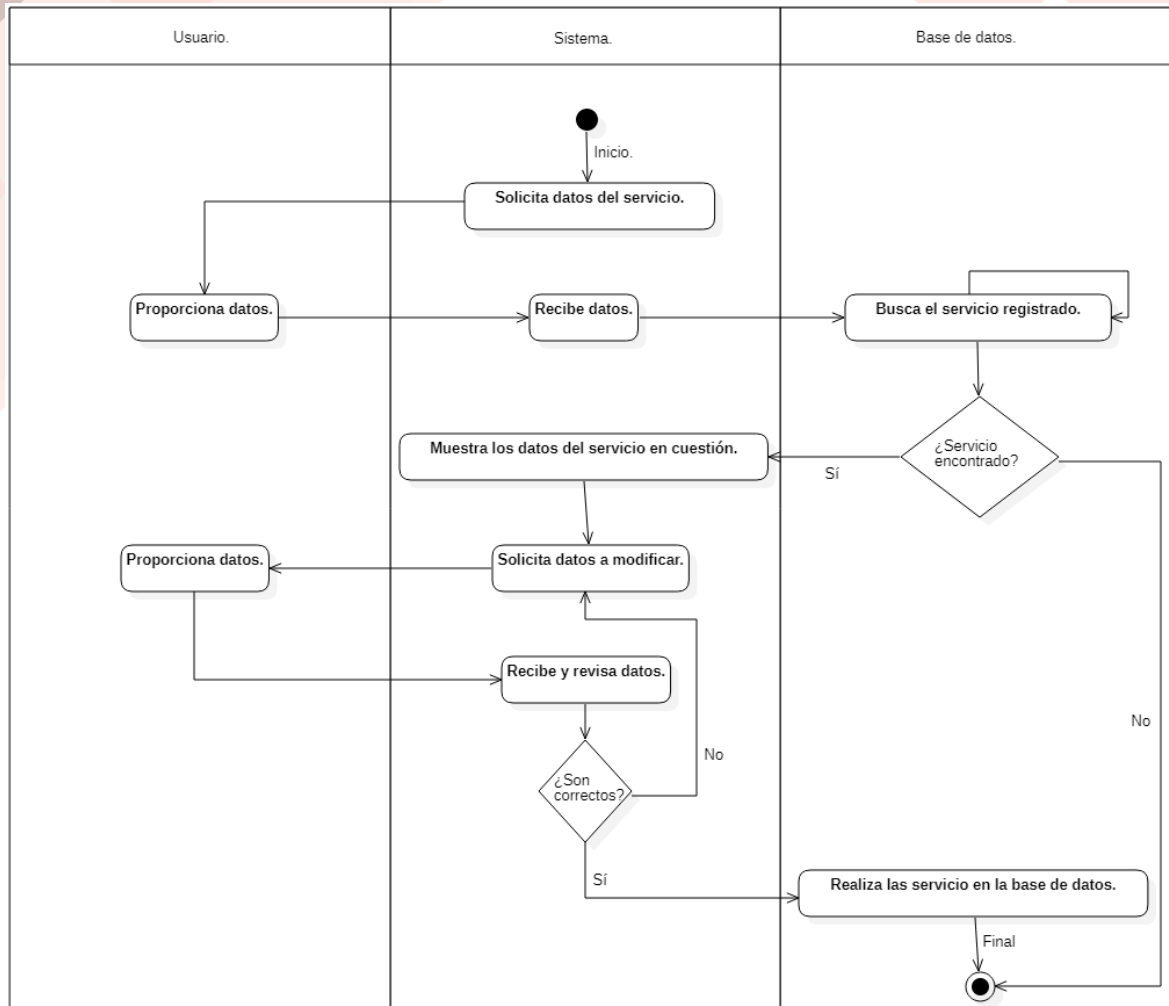 Usuario.
Sistema.
Base de datos.
Inicio.
Solicita datos del servicio.
Proporciona datos.
Recibe datos.
Busca el servicio registrado.
Muestra los datos del servicio en cuestión.
¿Servicio
encontrado?
Sí
Proporciona datos.
Solicita datos a modificar.
Recibe y revisa datos.
No
No
¿Son
correctos?
Sí
Realiza las servicio en la base de datos.
Final